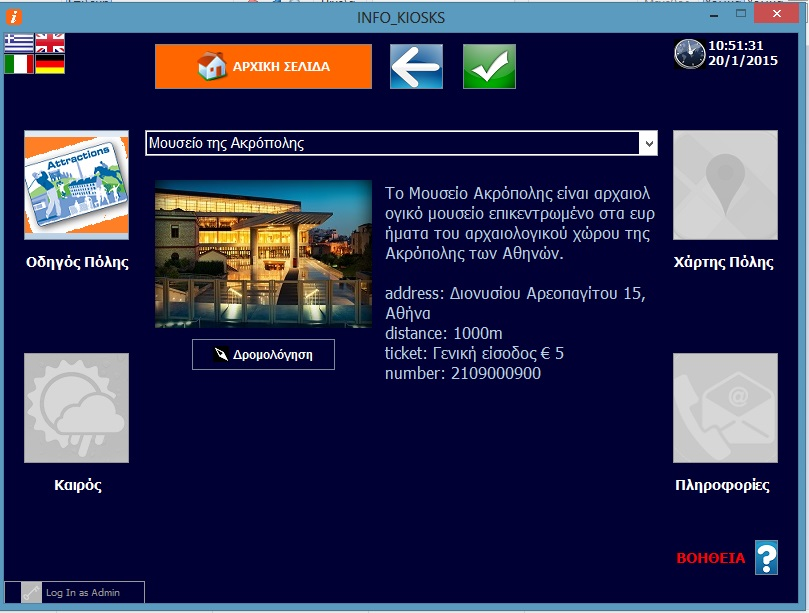 INFO_KIOSKS
ΑΡΧΙΚΗ ΣΕΛΙΔΑ
10:51:31
20/1/2015
Μουσείο της Ακρόπολης
Attractions
Οδηγός Πόλης
Το Μουσείο Ακρόπολης είναι αρχαιολ
ογικό μουσείο επικεντρωμένο στα ευρ
ήματα του αρχαιολογικού χώρου της
Ακρόπολης των Αθηνών.
address: Διονυσίου Αρεοπαγίτου 15,
Αθήνα
distance: 1000m
ticket: Γενική είσοδος € 5
number: 2109000900
Χάρτης Πόλης
Δρομολόγηση
Καιρός
Πληροφορίες
ΒΟΗΘΕΙΑ ?
Log In as Admin